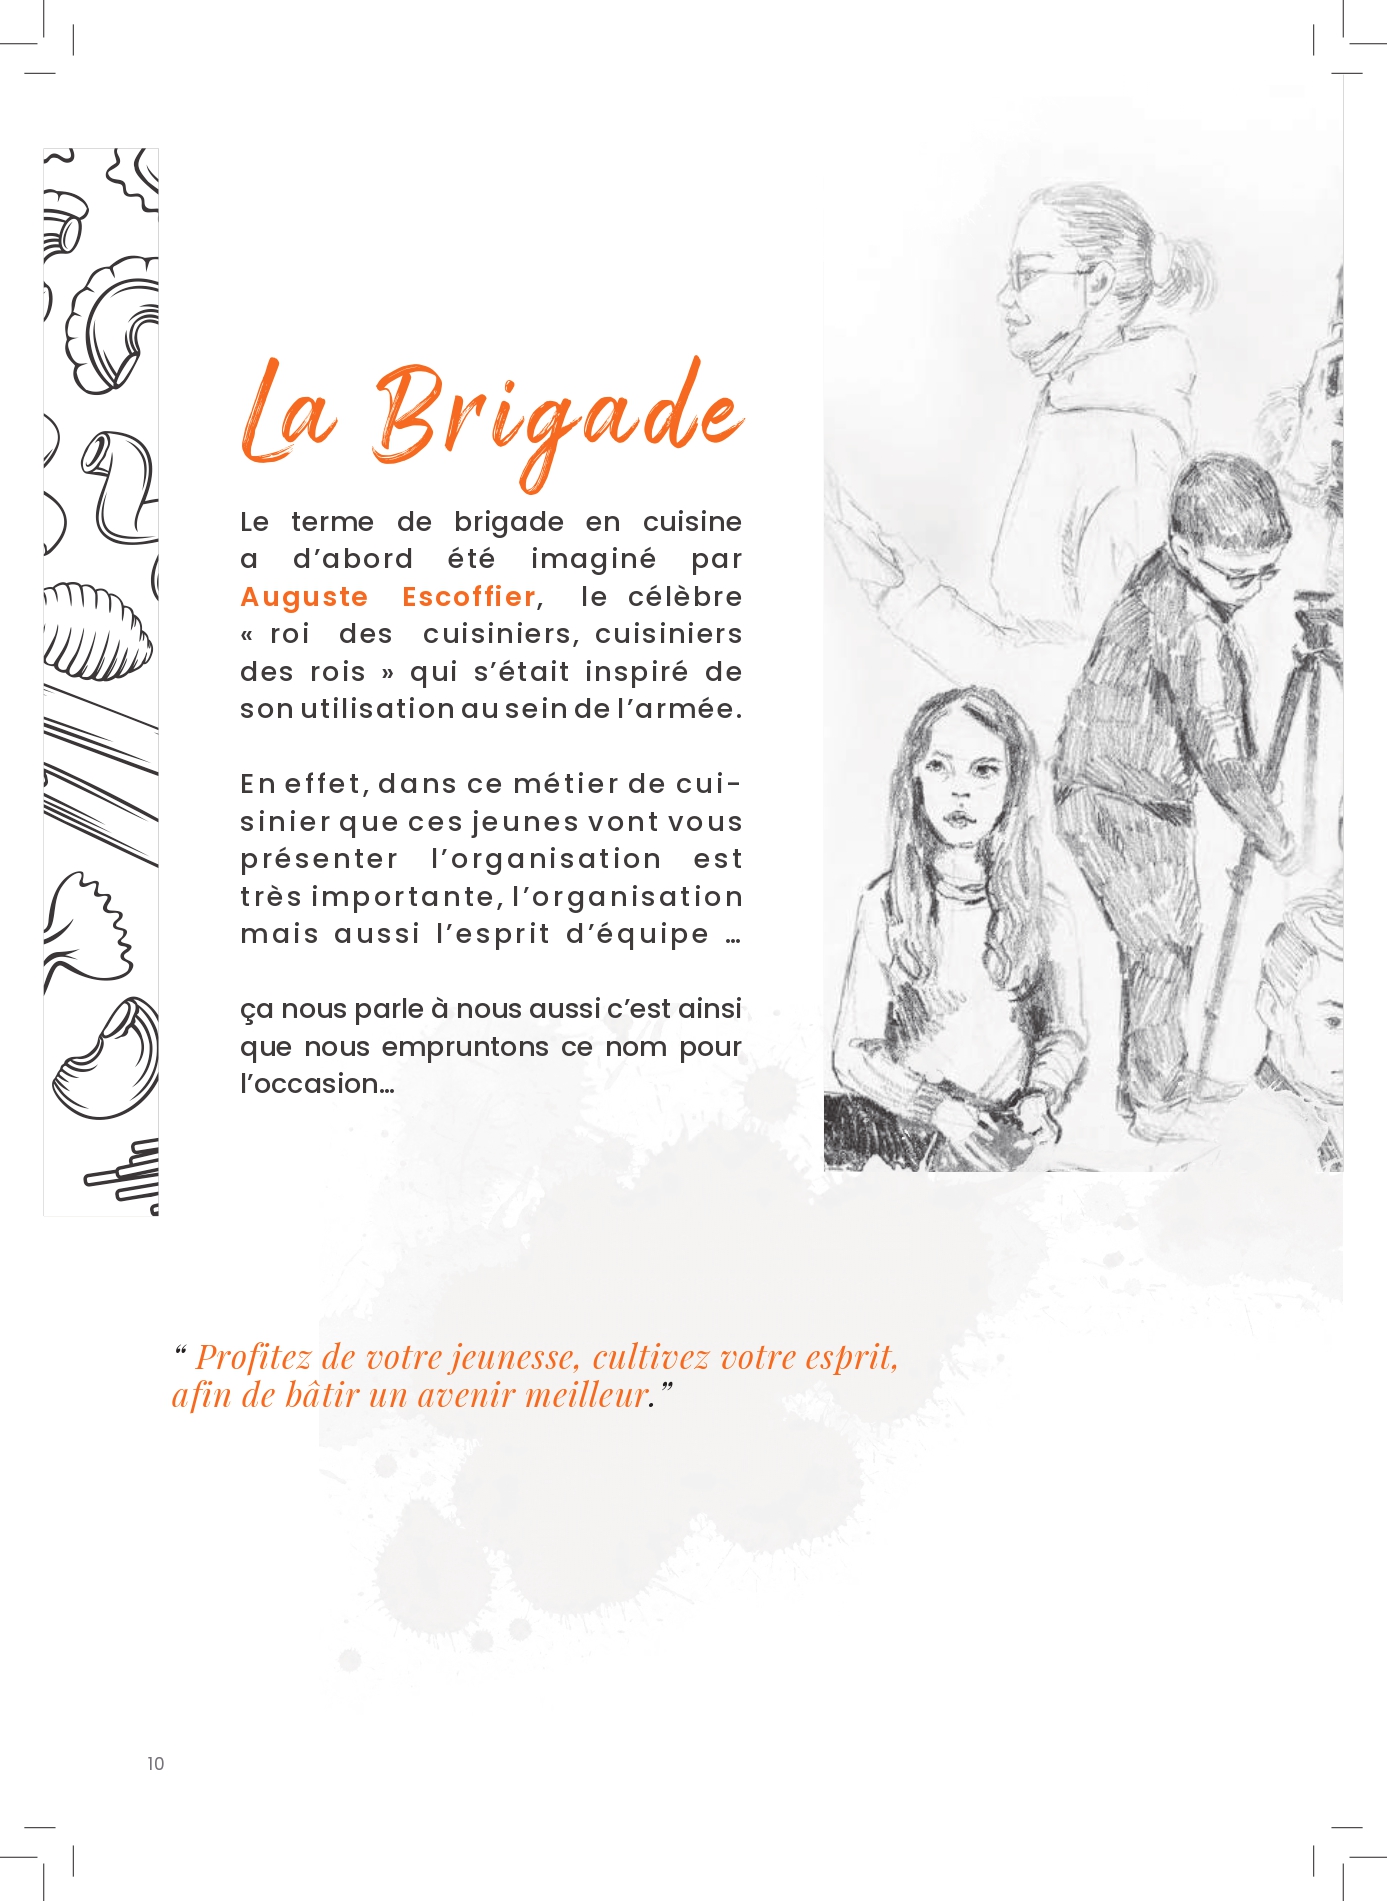 La Brigade
Le terme de brigade en cuisine
a d’abord été imaginé par
Auguste Escoffier, le célèbre
« roi des cuisiniers, cuisiniers
des rois » qui s’était inspiré de
son utilisation au sein de l’armée.
En effet, dans ce métier de cui-
sinier que ces jeunes vont vous
présenter l’organisation est
très importante, l’organisation
mais aussi l’esprit d’équipe …
ça nous parle à nous aussi c’est ainsi
que nous empruntons ce nom pour
l’occasion…
“ Profitez de votre jeunesse, cultivez votre esprit,
afin de bâtir un avenir meilleur.”
10